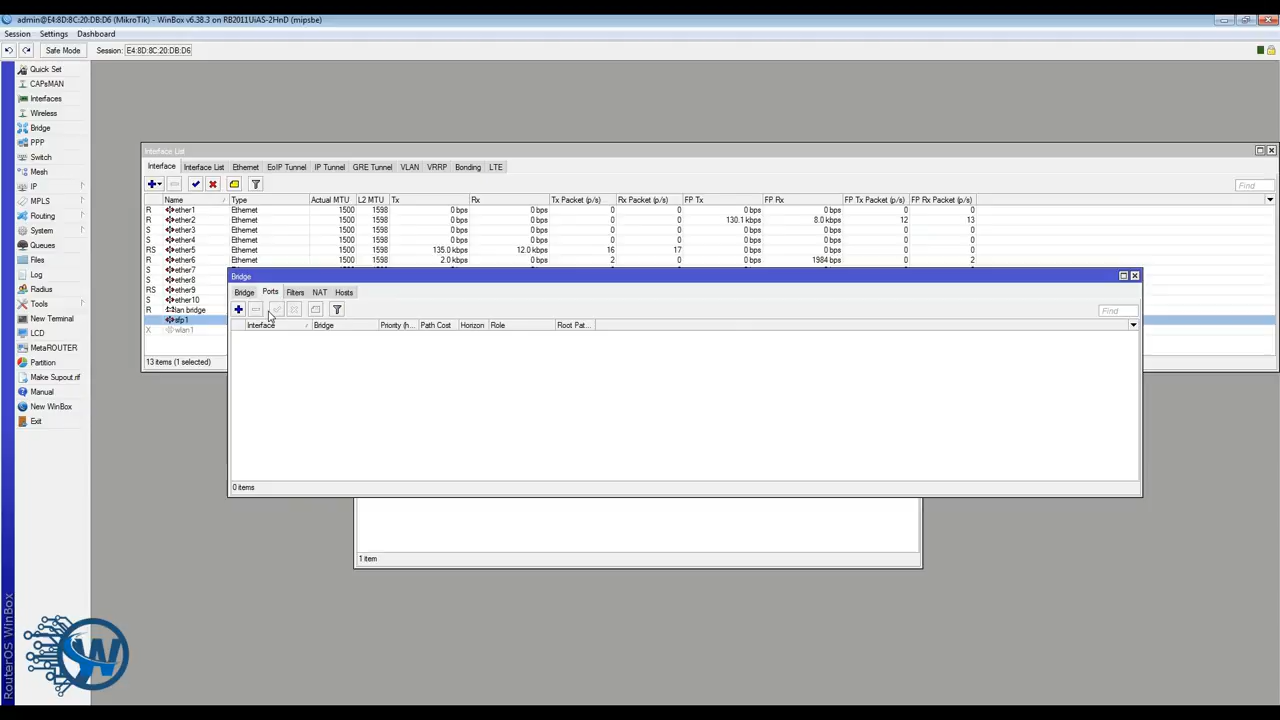 admin@E4:8D:8C:20:DB:D6 (MikroTik) - WinBox v6.38.3 on RB2011UiAS-2HnD (mipsbe)
Session Settings Dashboard
Safe Mode Session: E4:8D:8C:20:DB:D6
Quick Set
CAPsMAN
Interfaces
Wireless
Bridge
PPP
Switch
Mesh
IP
MPLS
Routing
System
Queues
Files
Log
Radius
Tools
New Terminal
LCD
MetaROUTER
Partition
Make Supout.rif
Manual
New WinBox
Exit
RouterOS WinBox
Interface List
Interface Interface List Ethernet EoIP Tunnel IP Tunnel GRE Tunnel VLAN VRRP Bonding LTE
Find
Name Type Actual MTU L2 MTU Tx Rx Tx Packet (p/s) Rx Packet (p/s) FP Tx FP Rx FP Tx Packet (p/s) FP Rx Packet (p/s)
R ether1 Ethernet 1500 1598 0 bps 0 bps 0 0 0 bps 0 bps 0 0
R ether2 Ethernet 1500 1598 0 bps 0 bps 0 0 130.1 kbps 8.0 kbps 12 13
S ether3 Ethernet 1500 1598 0 bps 0 bps 0 0 0 bps 0 bps 0 0
S ether4 Ethernet 1500 1598 0 bps 0 bps 0 0 0 bps 0 bps 0 0
RS ether5 Ethernet 1500 1598 135.0 kbps 12.0 kbps 16 17 0 bps 0 bps 0 0
R ether6 Ethernet 1500 1598 2.0 kbps 0 bps 2 0 0 bps 1984 bps 0 2
S ether7
S ether8
RS ether9
S ether10
R lan bridge
sfp1
X wlan1
13 items (1 selected)
Bridge
Bridge Ports Filters NAT Hosts
Find
Interface Bridge Priority (h... Path Cost Horizon Role Root Pat...
0 items
1 item
W